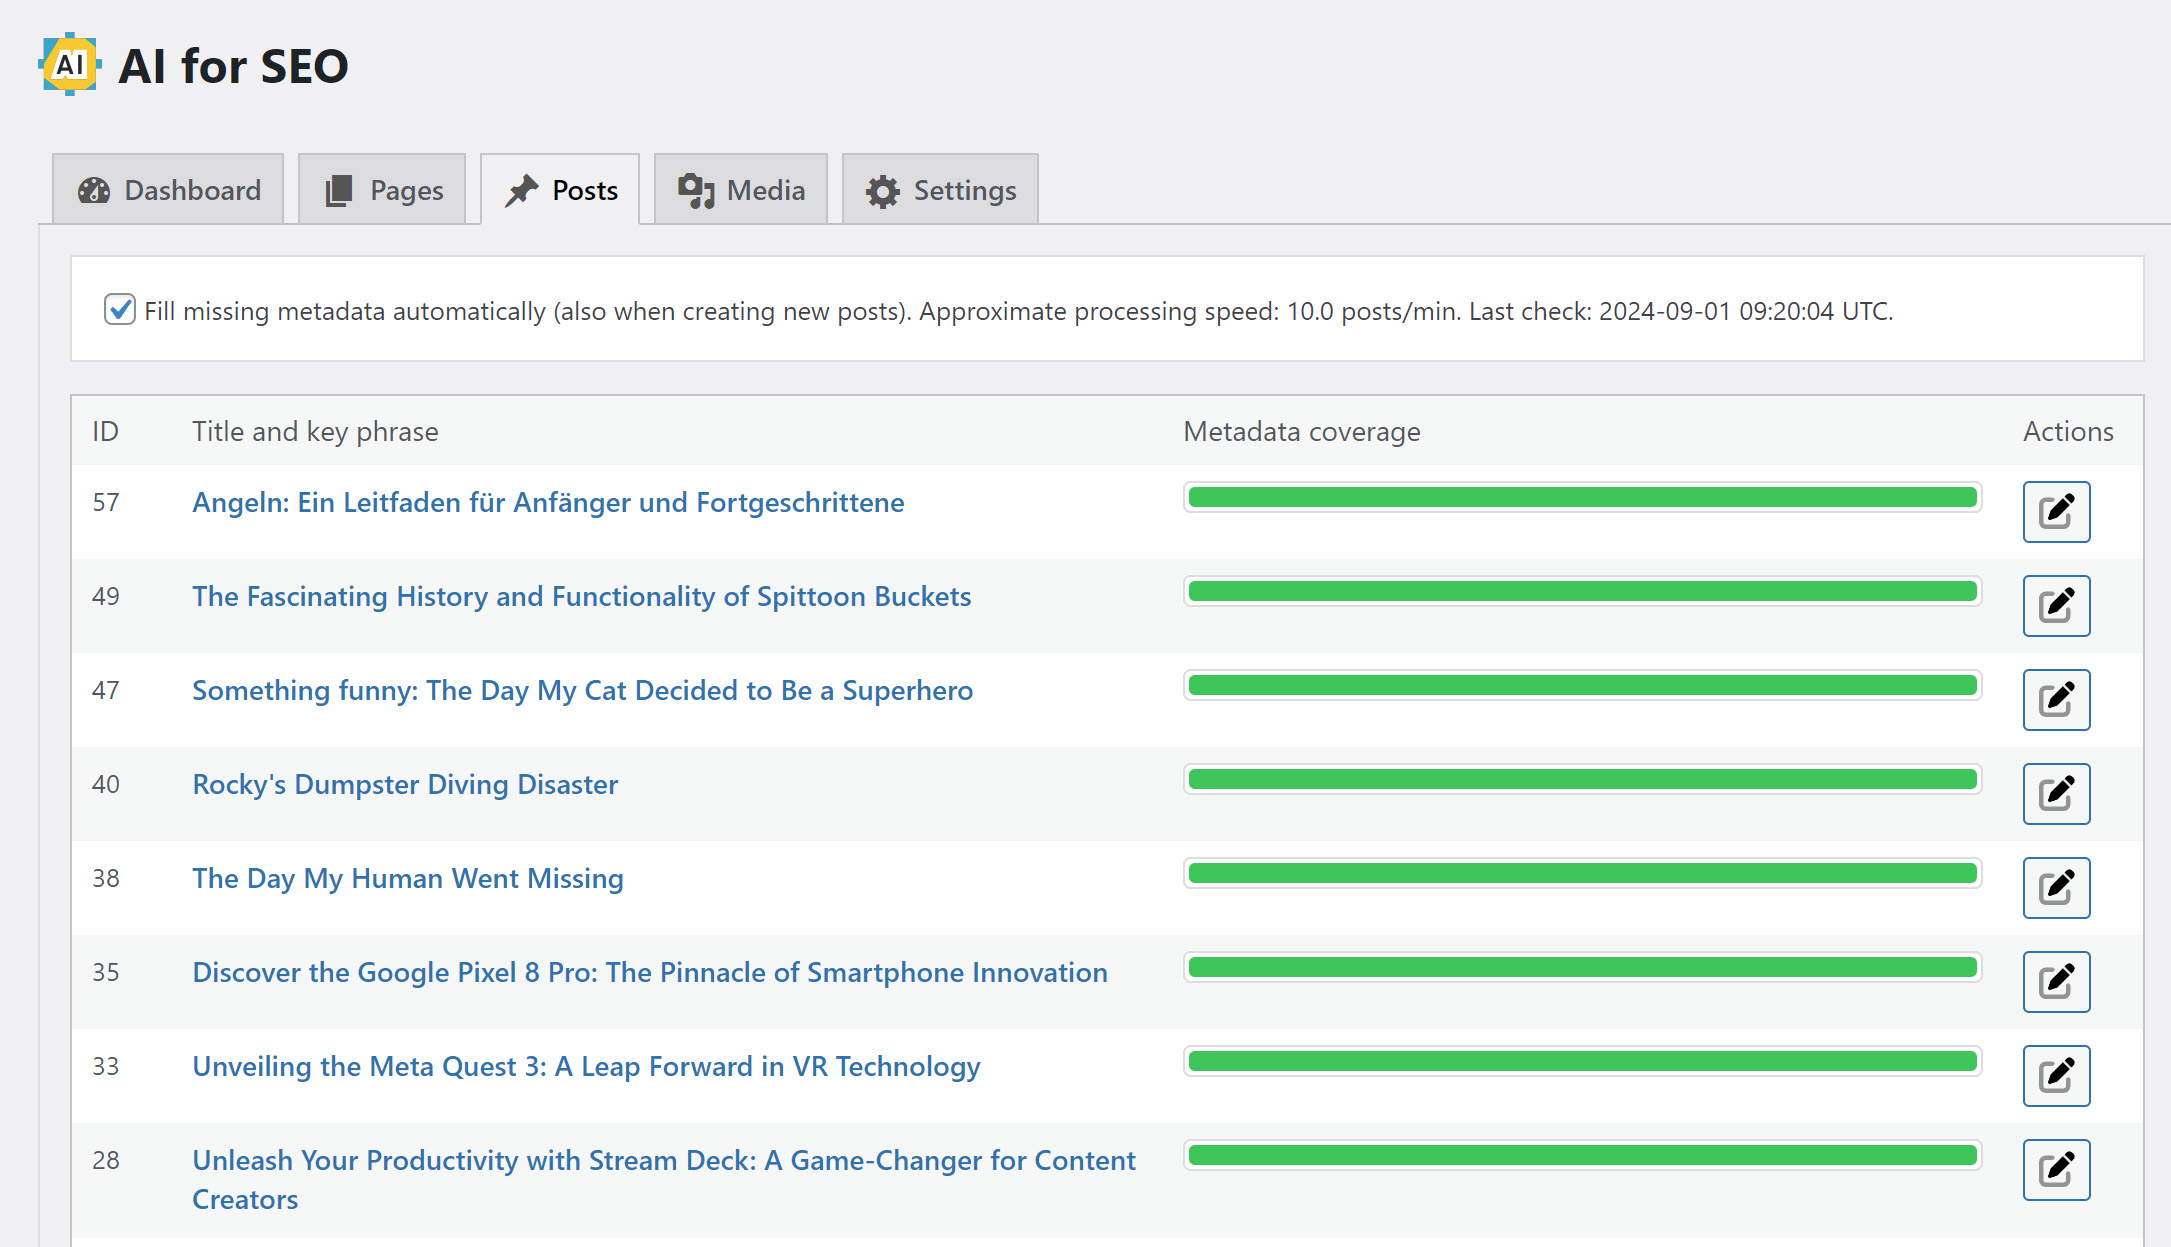 AI AI for SEO
Dashboard Pages Posts Media Settings
Fill missing metadata automatically (also when creating new posts). Approximate processing speed: 10.0 posts/min. Last check: 2024-09-01 09:20:04 UTC.
ID Title and key phrase Metadata coverage Actions
57 Angeln: Ein Leitfaden für Anfänger und Fortgeschrittene
49 The Fascinating History and Functionality of Spittoon Buckets
47 Something funny: The Day My Cat Decided to Be a Superhero
40 Rocky's Dumpster Diving Disaster
38 The Day My Human Went Missing
35 Discover the Google Pixel 8 Pro: The Pinnacle of Smartphone Innovation
33 Unveiling the Meta Quest 3: A Leap Forward in VR Technology
28 Unleash Your Productivity with Stream Deck: A Game-Changer for Content
Creators